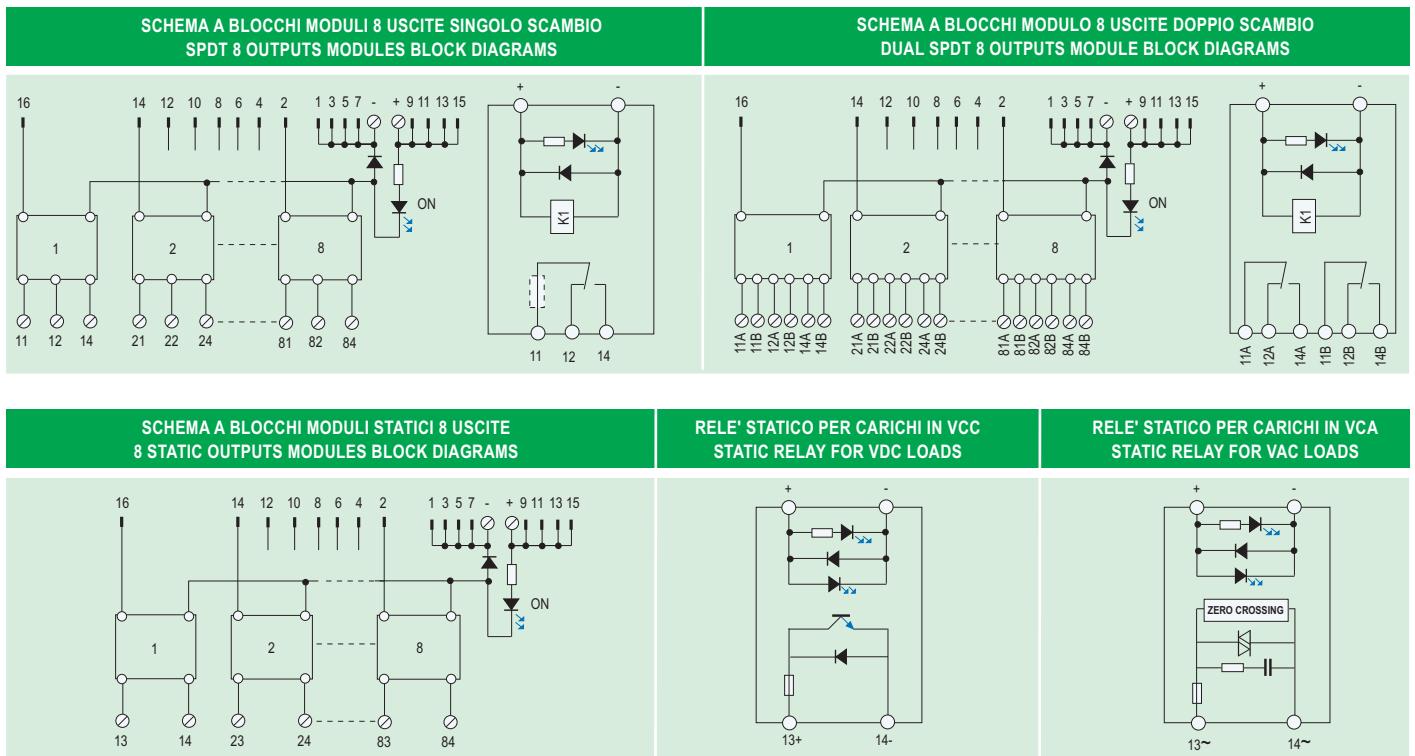 SCHEMA A BLOCCHI MODULI 8 USCITE SINGOLO SCAMBIO
SPDT 8 OUTPUTS MODULES BLOCK DIAGRAMS
16 14 12 10 8 6 4 2 1 3 5 7 - + 9 11 13 15
+ -
ON
K1
1 2 8
11 12 14 21 22 24 81 82 84
11 12 14
SCHEMA A BLOCCHI MODULO 8 USCITE DOPPIO SCAMBIO
DUAL SPDT 8 OUTPUTS MODULE BLOCK DIAGRAMS
16 14 12 10 8 6 4 2 1 3 5 7 - + 9 11 13 15
+ -
ON
K1
1 2 8
11A 11B 12A 12B 14A 14B 21A 21B 22A 22B 24A 24B 81A 81B 82A 82B 84A 84B
11A 12A 14A 11B 12B 14B
SCHEMA A BLOCCHI MODULI STATICI 8 USCITE
8 STATIC OUTPUTS MODULES BLOCK DIAGRAMS
16 14 12 10 8 6 4 2 1 3 5 7 - + 9 11 13 15
ON
1 2 8
13 14 23 24 83 84
RELE' STATICO PER CARICHI IN VCC
STATIC RELAY FOR VDC LOADS
+ -
13+ 14-
RELE' STATICO PER CARICHI IN VCA
STATIC RELAY FOR VAC LOADS
+ -
ZERO CROSSING
13~ 14~